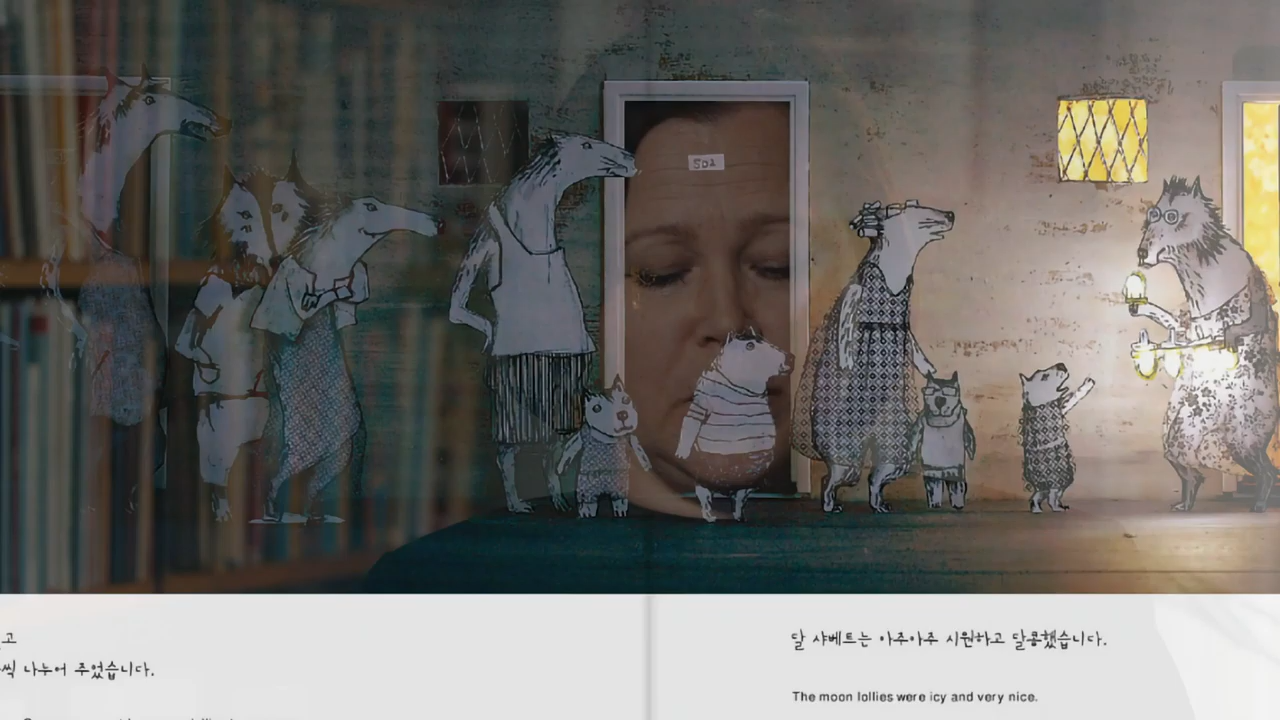 501
고
씩 나누어 주었습니다.
달 샤베트는 아주아주 시원하고 달콤했습니다.
The moon lollies were icy and very nice.